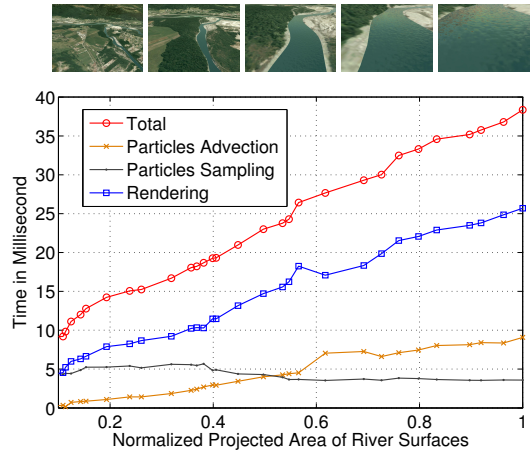 40
35
30
25
20
15
10
5
0
Time in Millisecond
Total
Particles Advection
Particles Sampling
Rendering
0.2
0.4
0.6
0.8
1
Normalized Projected Area of River Surfaces